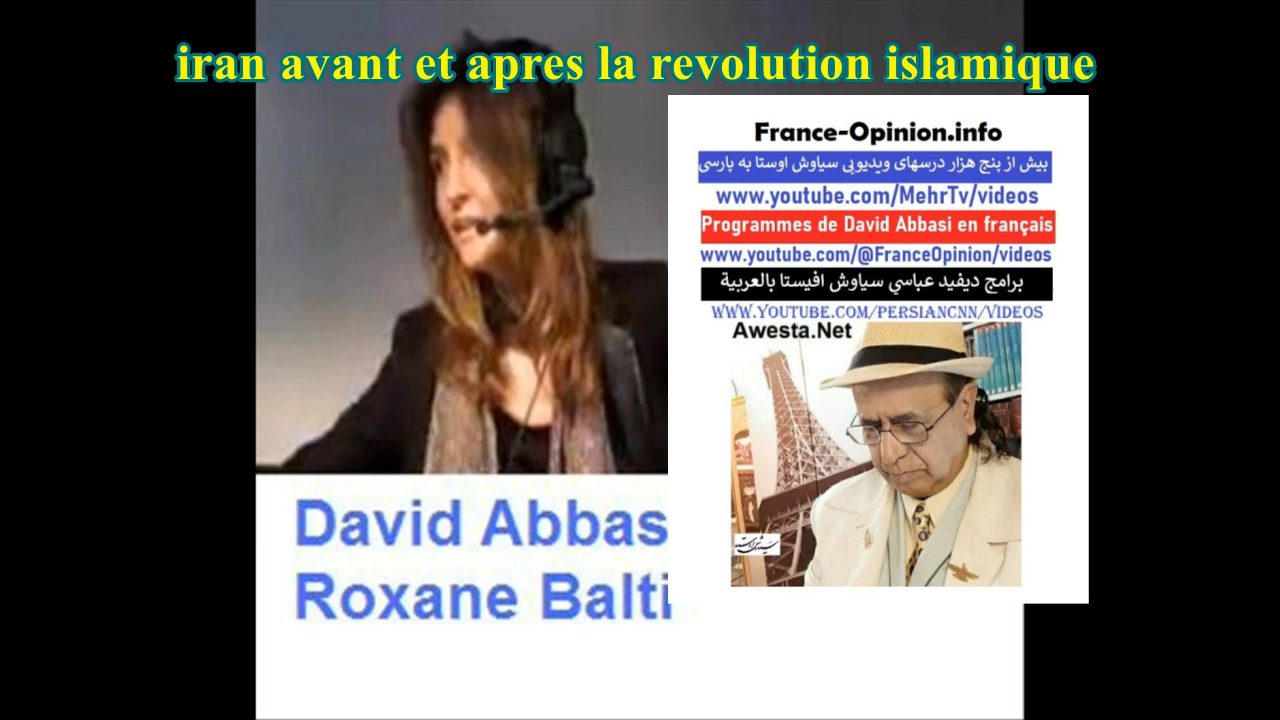 iran avant et apres la revolution islamique
France-Opinion.info
بیش از پنج هزار درسهای ویدیویی سیاوش اوستا به پارسی
www.youtube.com/MehrTv/videos
Programmes de David Abbasi en français
www.youtube.com/@FranceOpinion/videos
برامج ديفيد عباسي سياوش افيستا بالعربية
WWW.YOUTUBE.COM/PERSIANCNN/VIDEOS
Awesta.Net
David Abbas
Roxane Balti